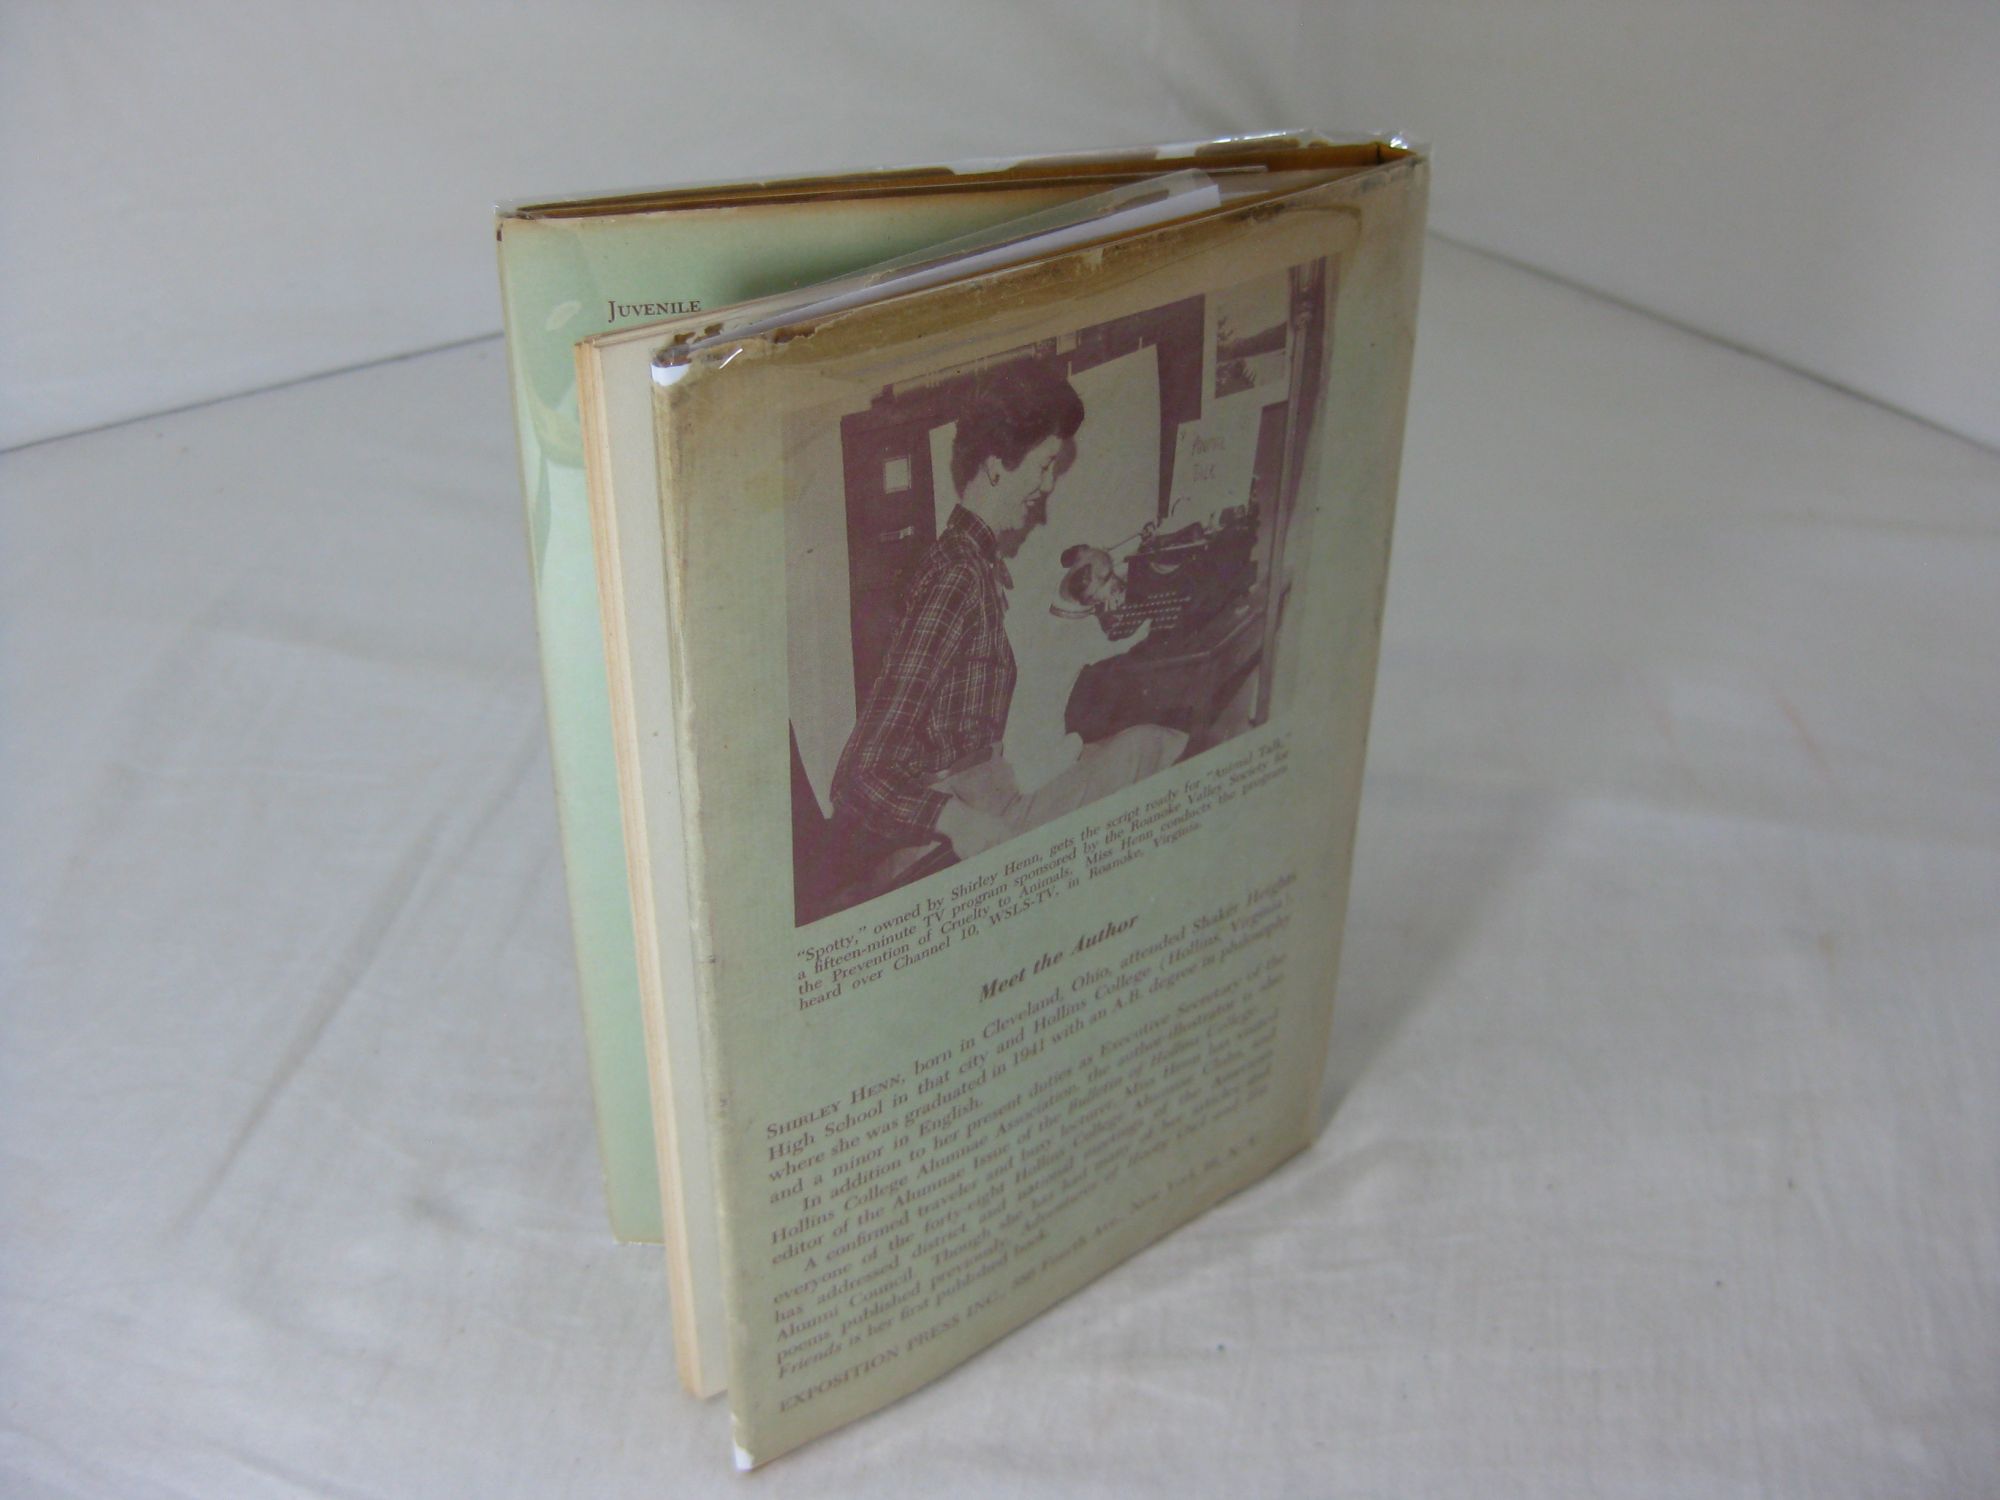 JUVENILE
ANIMAL
TALK
"Spotty," owned by Shirley Henn, gets the script ready for "Animal Talk,"
a fifteen-minute TV program sponsored by the Roanoke Valley Society for
the Prevention of Cruelty to Animals. Miss Henn conducts the program
heard over Channel 10, WSLS-TV, in Roanoke, Virginia.
Meet the Author
SHIRLEY HENN, born in Cleveland, Ohio, attended Shaker Heights
High School in that city and Hollins College (Hollins, Virginia),
where she was graduated in 1941 with an A.B. degree in philosophy
and a minor in English.
In addition to her present duties as Executive Secretary of the
Hollins College Alumnae Association, the author-illustrator is also
editor of the Alumnae Issue of the Bulletin of Hollins College.
A confirmed traveler and busy lecturer, Miss Henn has visited
everyone of the forty-eight Hollins College Alumnae Clubs, and
has addressed district and national meetings of the American
Alumni Council. Though she has had many of her articles and
poems published previously, Adventures of Hooty Owl and His
Friends is her first published book.
EXPOSITION PRESS INC., 386 Fourth Ave., New York 16, N. Y.